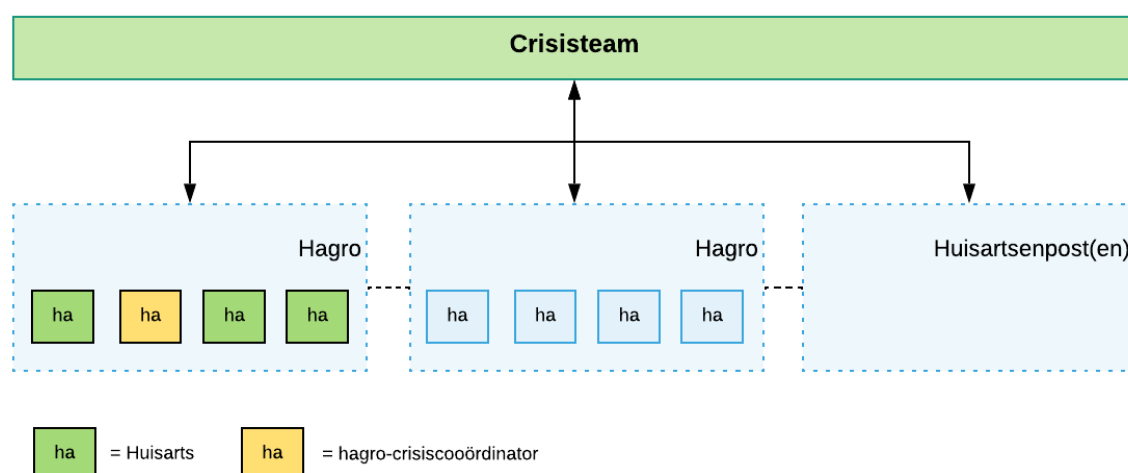 Crisisteam
Hagro
Hagro
Huisartsenpost(en)
ha ha ha ha
ha ha ha ha
ha = Huisarts
ha = hagro-crisiscooördinator